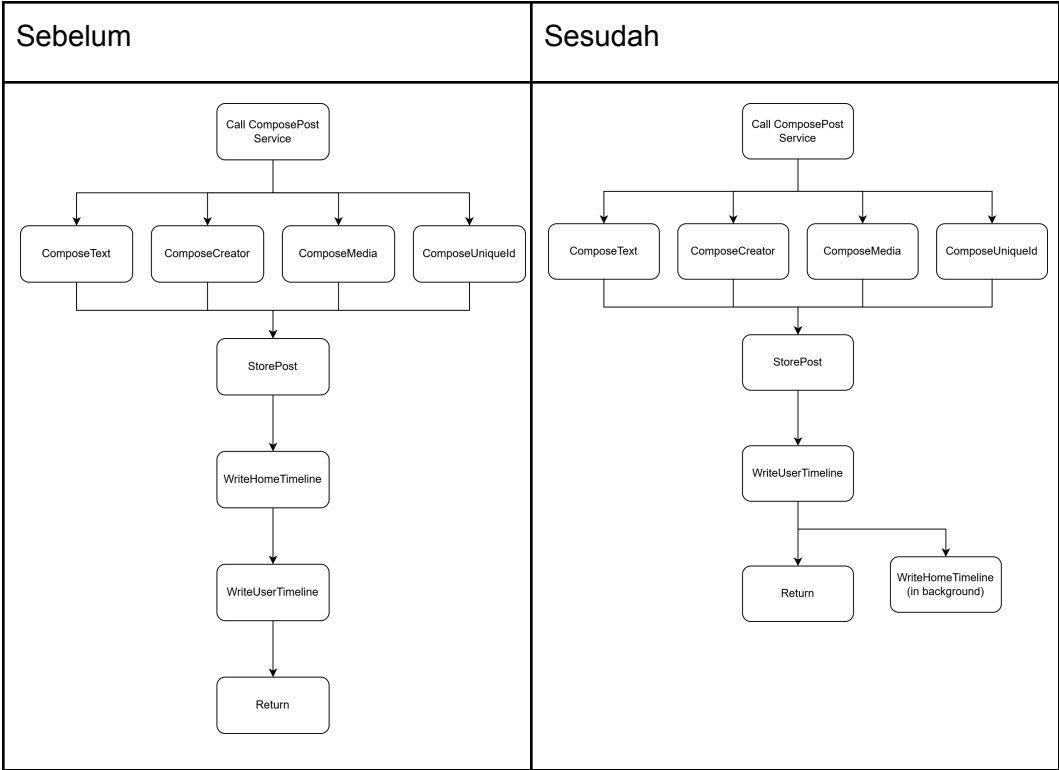 Sebelum
Sesudah
Call ComposePost
Service
ComposeText
ComposeCreator
ComposeMedia
ComposeUniqueId
StorePost
WriteHomeTimeline
WriteUserTimeline
Return
Call ComposePost
Service
ComposeText
ComposeCreator
ComposeMedia
ComposeUniqueId
StorePost
WriteUserTimeline
Return
WriteHomeTimeline
(in background)